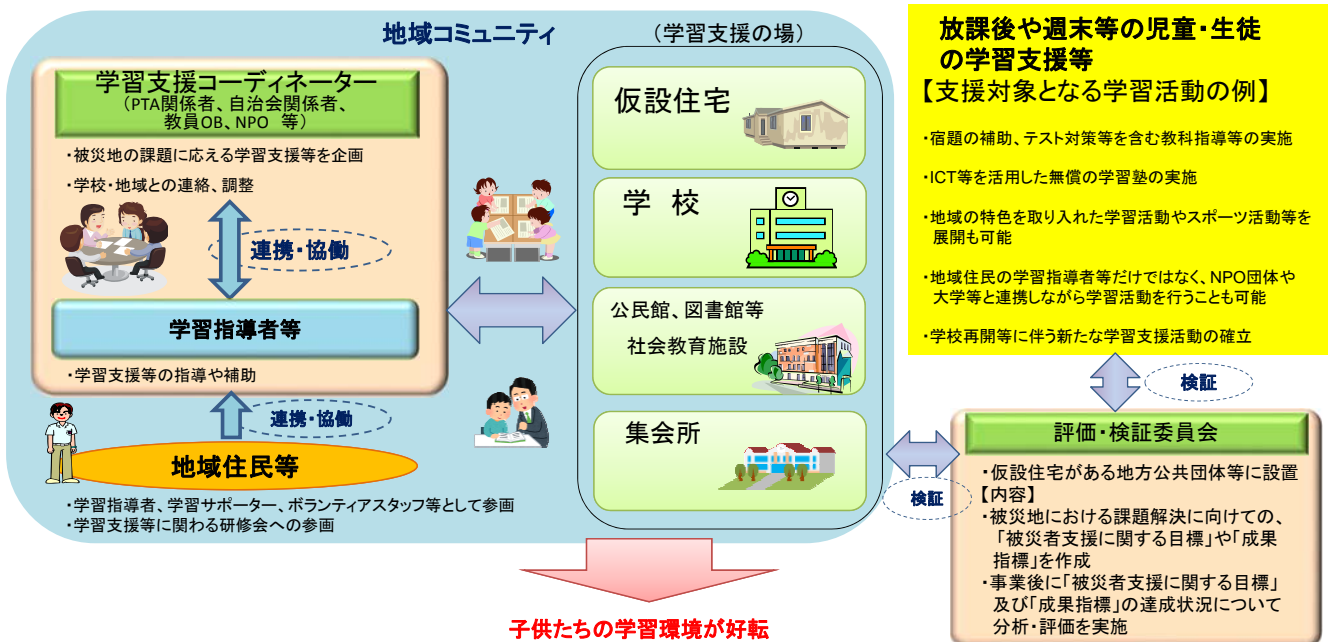 地域コミュニティ
学習支援コーディネーター
(PTA関係者、自治会関係者、
教員OB、NPO 等)
・被災地の課題に応える学習支援等を企画
・学校・地域との連絡、調整
連携・協働
学習指導者等
・学習支援等の指導や補助
連携・協働
地域住民等
・学習指導者、学習サポーター、ボランティアスタッフ等として参画
・学習支援等に関わる研修会への参画
(学習支援の場)
仮設住宅
学 校
公民館、図書館等
社会教育施設
集会所
子供たちの学習環境が好転
放課後や週末等の児童・生徒
の学習支援等
【支援対象となる学習活動の例】
・宿題の補助、テスト対策等を含む教科指導等の実施
・ICT等を活用した無償の学習塾の実施
・地域の特色を取り入れた学習活動やスポーツ活動等を
展開も可能
・地域住民の学習指導者等だけではなく、NPO団体や
大学等と連携しながら学習活動を行うことも可能
・学校再開等に伴う新たな学習支援活動の確立
検証
検証
評価・検証委員会
・仮設住宅がある地方公共団体等に設置
【内容】
・被災地における課題解決に向けての、
「被災者支援に関する目標」や「成果
指標」を作成
・事業後に「被災者支援に関する目標」
及び「成果指標」の達成状況について
分析・評価を実施